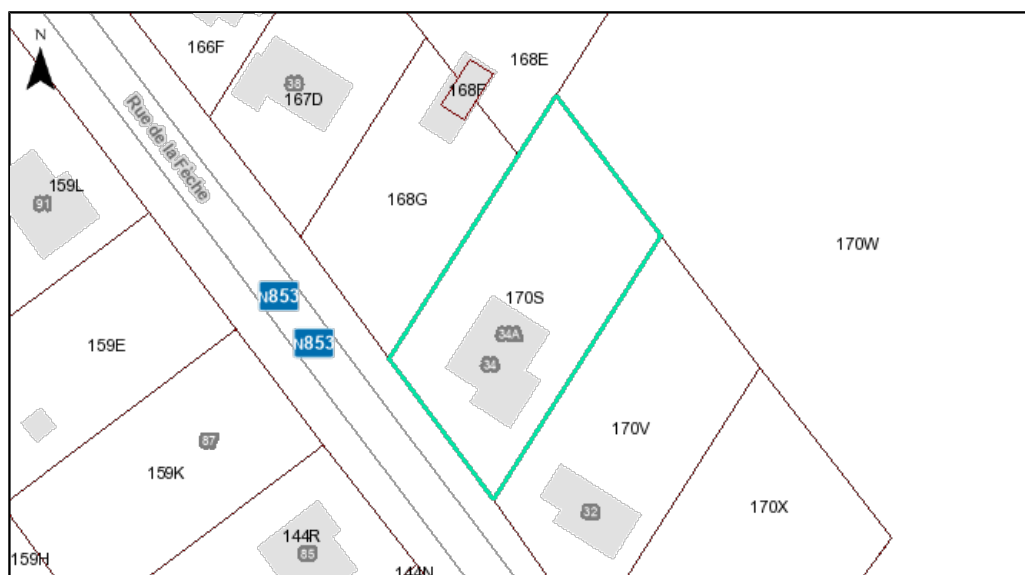 N
166F
168E
38
167D
168F
Rue de la Fèche
159L
91
168G
170W
N853
170S
N853
34A
159E
34
170V
87
159K
32
170X
144R
85
159H
144N